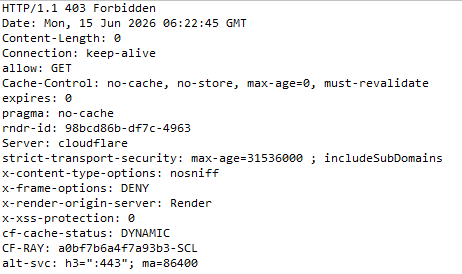 HTTP/1.1 403 Forbidden
Date: Mon, 15 Jun 2026 06:22:45 GMT
Content-Length: 0
Connection: keep-alive
allow: GET
Cache-Control: no-cache, no-store, max-age=0, must-revalidate
expires: 0
pragma: no-cache
rndr-id: 98bcd86b-df7c-4963
Server: cloudflare
strict-transport-security: max-age=31536000 ; includeSubDomains
x-content-type-options: nosniff
x-frame-options: DENY
x-render-origin-server: Render
x-xss-protection: 0
cf-cache-status: DYNAMIC
CF-RAY: a0bf7b6a4f7a93b3-SCL
alt-svc: h3=":443"; ma=86400